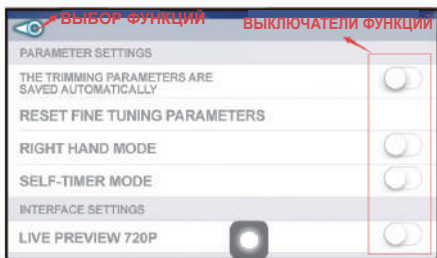 ВЫБОР ФУНКЦИЙ
ВЫКЛЮЧАТЕЛИ ФУНКЦИЙ
PARAMETER SETTINGS
THE TRIMMING PARAMETERS ARE
SAVED AUTOMATICALLY
RESET FINE TUNING PARAMETERS
RIGHT HAND MODE
SELF-TIMER MODE
INTERFACE SETTINGS
LIVE PREVIEW 720P